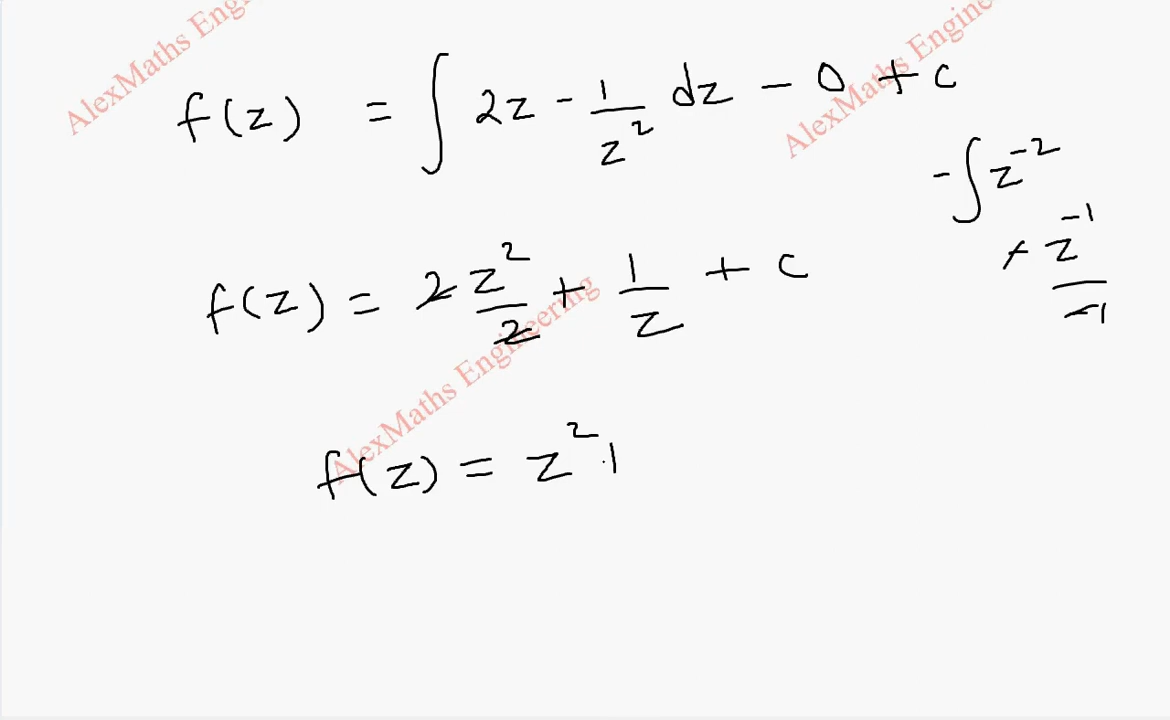 AlexMaths Engi
AlexMaths Engine
f(z) = ∫ 2z - 1/z² dz - 0 + c
-∫ z⁻²
+ z⁻¹/-1
f(z) = 2 z²/2 + 1/z + c
AlexMaths Engineering
f(z) = z² +